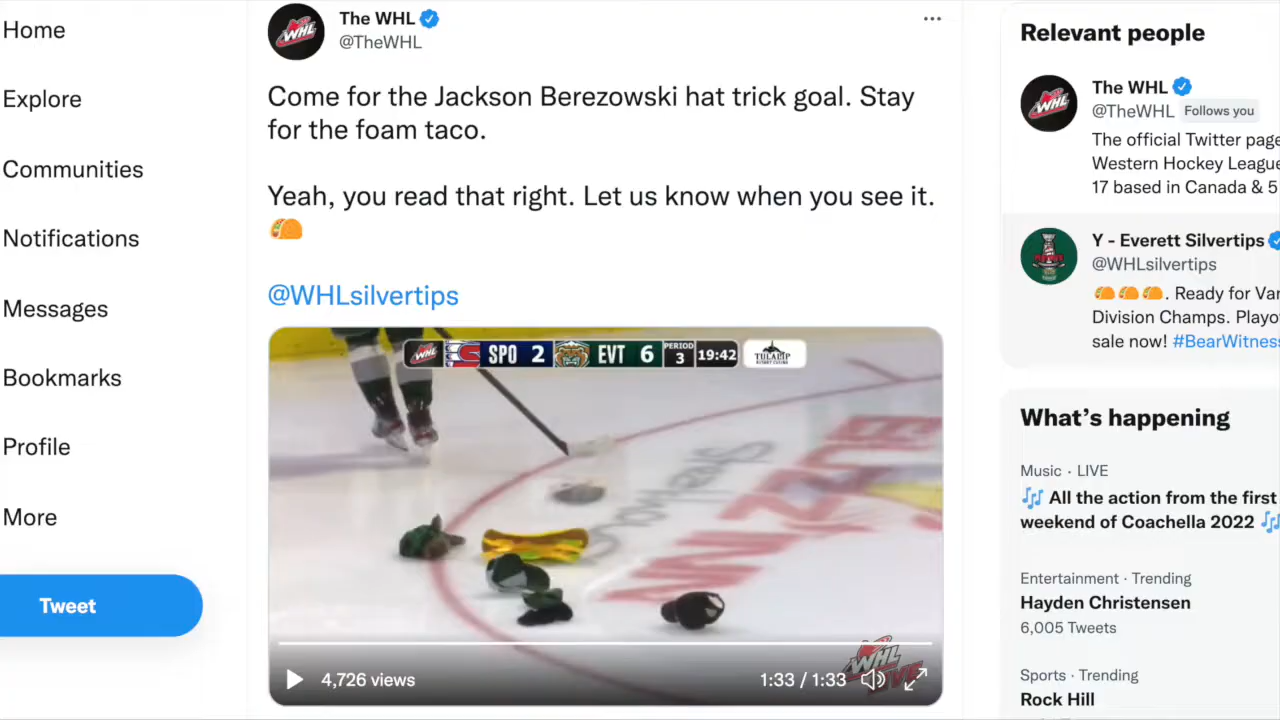 Home
Explore
Communities
Notifications
Messages
Bookmarks
Profile
More
Tweet
The WHL
@TheWHL
Come for the Jackson Berezowski hat trick goal. Stay
for the foam taco.
Yeah, you read that right. Let us know when you see it.
🌮
@WHLsilvertips
WHL SPO 2 EVT 6 PERIOD 3 19:42 TULALIP
4,726 views
1:33 / 1:33
WHL LIVE
Relevant people
The WHL
@TheWHL Follows you
The official Twitter page
Western Hockey League
17 based in Canada & 5
Y - Everett Silvertips
@WHLsilvertips
🌮🌮🌮. Ready for Van
Division Champs. Playo
sale now! #BearWitness
What's happening
Music · LIVE
🎶 All the action from the first
weekend of Coachella 2022 🎶
Entertainment · Trending
Hayden Christensen
6,005 Tweets
Sports · Trending
Rock Hill